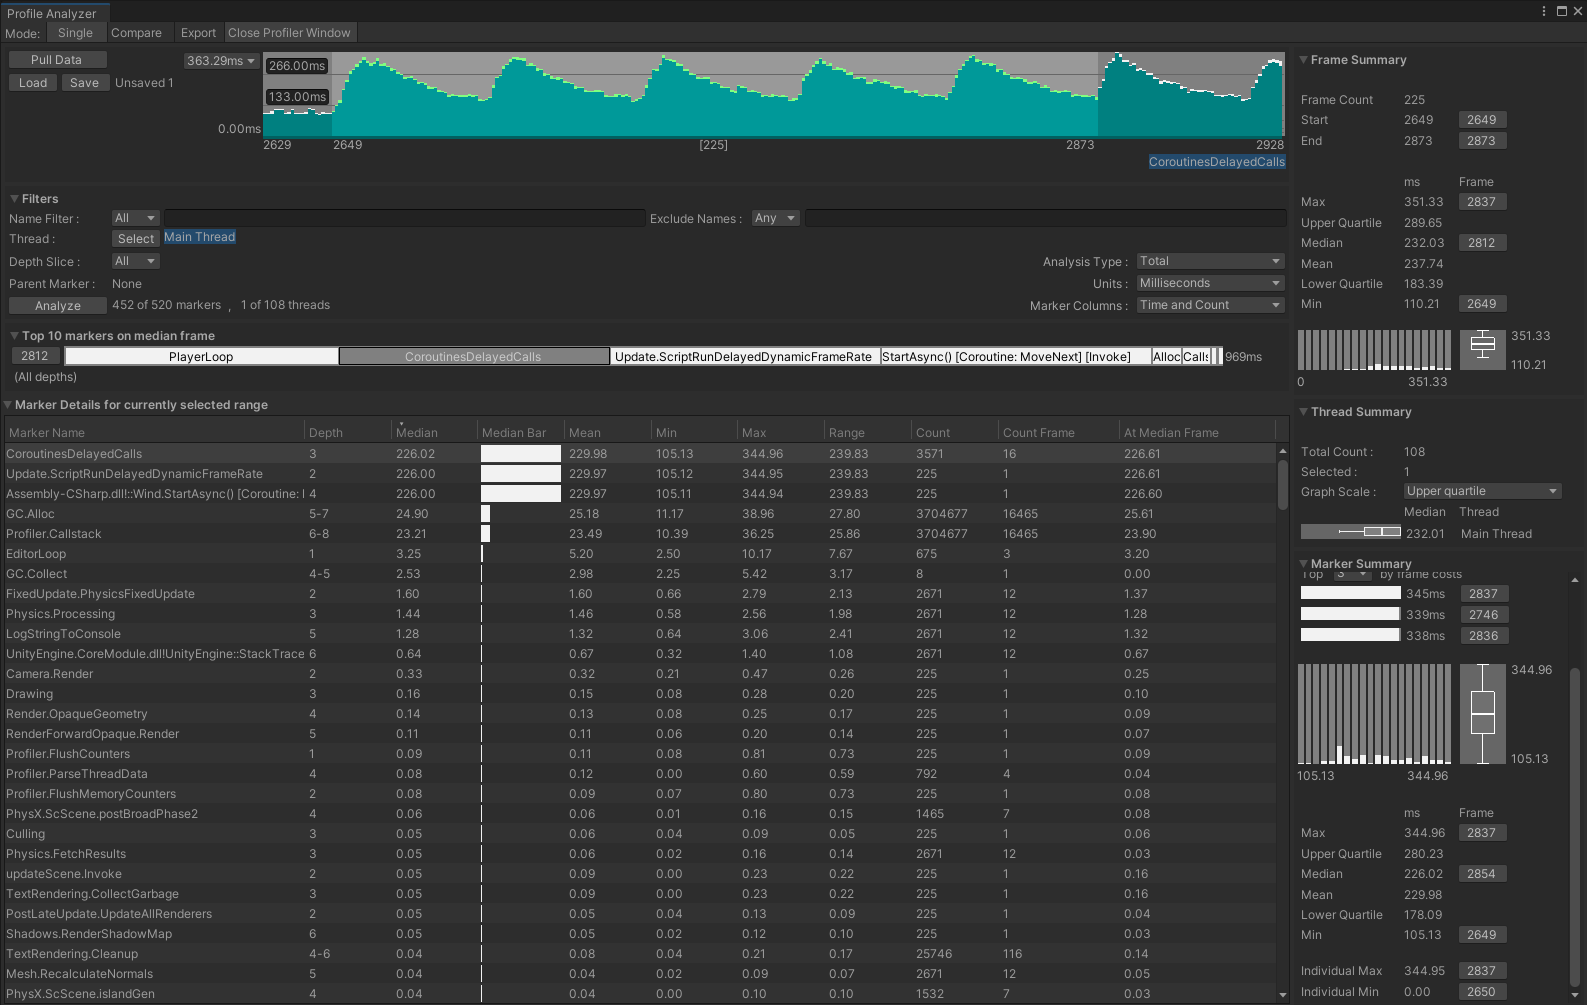 Profile Analyzer
Mode: Single Compare Export Close Profiler Window
Pull Data
Load Save Unsaved 1
363.29ms
266.00ms
133.00ms
0.00ms
2629 2649 [225] 2873 2928
CoroutinesDelayedCalls
Filters
Name Filter : All Exclude Names : Any
Thread : Select Main Thread
Depth Slice : All Analysis Type : Total
Parent Marker : None Units : Milliseconds
Analyze 452 of 520 markers , 1 of 108 threads Marker Columns : Time and Count
Top 10 markers on median frame
2812 PlayerLoop CoroutinesDelayedCalls Update.ScriptRunDelayedDynamicFrameRate StartAsync() [Coroutine: MoveNext] [Invoke] Alloc Calls 969ms
(All depths)
Marker Details for currently selected range
Marker Name Depth Median Median Bar Mean Min Max Range Count Count Frame At Median Frame
CoroutinesDelayedCalls 3 226.02 229.98 105.13 344.96 239.83 3571 16 226.61
Update.ScriptRunDelayedDynamicFrameRate 2 226.00 229.97 105.12 344.95 239.83 225 1 226.61
Assembly-CSharp.dll!::Wind.StartAsync() [Coroutine: 4 226.00 229.97 105.11 344.94 239.83 225 1 226.60
GC.Alloc 5-7 24.90 25.18 11.17 38.96 27.80 3704677 16465 25.61
Profiler.Callstack 6-8 23.21 23.49 10.39 36.25 25.86 3704677 16465 23.90
EditorLoop 1 3.25 5.20 2.50 10.17 7.67 675 3 3.20
GC.Collect 4-5 2.53 2.98 2.25 5.42 3.17 8 1 0.00
FixedUpdate.PhysicsFixedUpdate 2 1.60 1.60 0.66 2.79 2.13 2671 12 1.37
Physics.Processing 3 1.44 1.46 0.58 2.56 1.98 2671 12 1.28
LogStringToConsole 5 1.28 1.32 0.64 3.06 2.41 2671 12 1.32
UnityEngine.CoreModule.dll!UnityEngine::StackTrace 6 0.64 0.67 0.32 1.40 1.08 2671 12 0.67
Camera.Render 2 0.33 0.32 0.21 0.47 0.26 225 1 0.25
Drawing 3 0.16 0.15 0.08 0.28 0.20 225 1 0.10
Render.OpaqueGeometry 4 0.14 0.13 0.08 0.25 0.17 225 1 0.09
RenderForwardOpaque.Render 5 0.11 0.11 0.06 0.20 0.14 225 1 0.07
Profiler.FlushCounters 1 0.09 0.11 0.08 0.81 0.73 225 1 0.09
Profiler.ParseThreadData 4 0.08 0.12 0.00 0.60 0.59 792 4 0.04
Profiler.FlushMemoryCounters 2 0.08 0.09 0.07 0.80 0.73 225 1 0.08
PhysX.ScScene.postBroadPhase2 4 0.06 0.06 0.01 0.16 0.15 1465 7 0.08
Culling 3 0.05 0.06 0.04 0.09 0.05 225 1 0.06
Physics.FetchResults 3 0.05 0.06 0.02 0.16 0.14 2671 12 0.03
updateScene.Invoke 2 0.05 0.09 0.00 0.23 0.22 225 1 0.16
TextRendering.CollectGarbage 3 0.05 0.09 0.00 0.23 0.22 225 1 0.16
PostLateUpdate.UpdateAllRenderers 2 0.05 0.05 0.04 0.13 0.09 225 1 0.04
Shadows.RenderShadowMap 6 0.05 0.05 0.02 0.12 0.10 225 1 0.03
TextRendering.Cleanup 4-6 0.04 0.08 0.04 0.21 0.17 25746 116 0.14
Mesh.RecalculateNormals 5 0.04 0.04 0.02 0.09 0.07 2671 12 0.05
PhysX.ScScene.islandGen 4 0.04 0.04 0.00 0.10 0.10 1532 7 0.03
Frame Summary
Frame Count 225
Start 2649 2649
End 2873 2873
ms Frame
Max 351.33 2837
Upper Quartile 289.65
Median 232.03 2812
Mean 237.74
Lower Quartile 183.39
Min 110.21 2649
351.33
110.21
0 351.33
Thread Summary
Total Count : 108
Selected : 1
Graph Scale : Upper quartile
Median Thread
232.01 Main Thread
Marker Summary
Top 3 by frame costs
345ms 2837
339ms 2746
338ms 2836
344.96
105.13
105.13 344.96
ms Frame
Max 344.96 2837
Upper Quartile 280.23
Median 226.02 2854
Mean 229.98
Lower Quartile 178.09
Min 105.13 2649
Individual Max 344.95 2837
Individual Min 0.00 2650